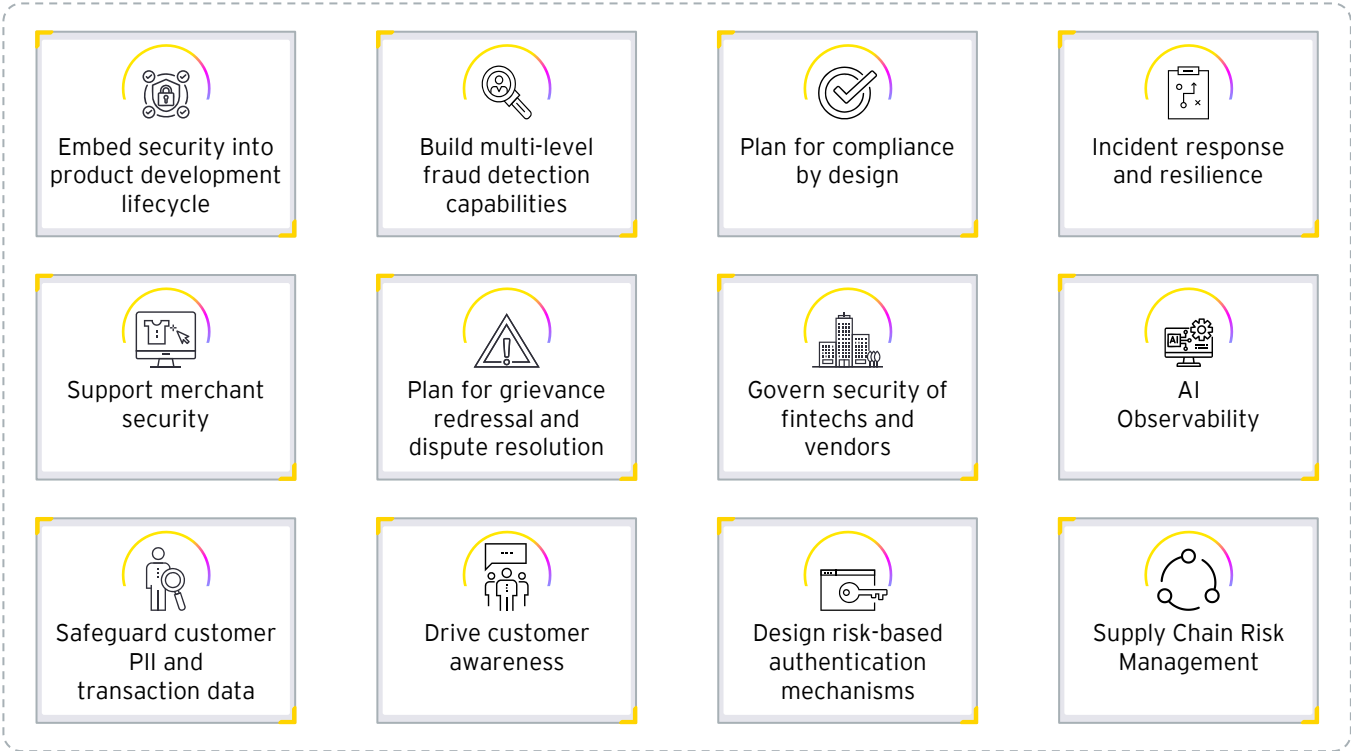 Embed security into
product development
lifecycle
Build multi-level
fraud detection
capabilities
Plan for compliance
by design
Incident response
and resilience
Support merchant
security
Plan for grievance
redressal and
dispute resolution
Govern security of
fintechs and
vendors
AI
AI
Observability
Safeguard customer
PII and
transaction data
Drive customer
awareness
Design risk-based
authentication
mechanisms
Supply Chain Risk
Management